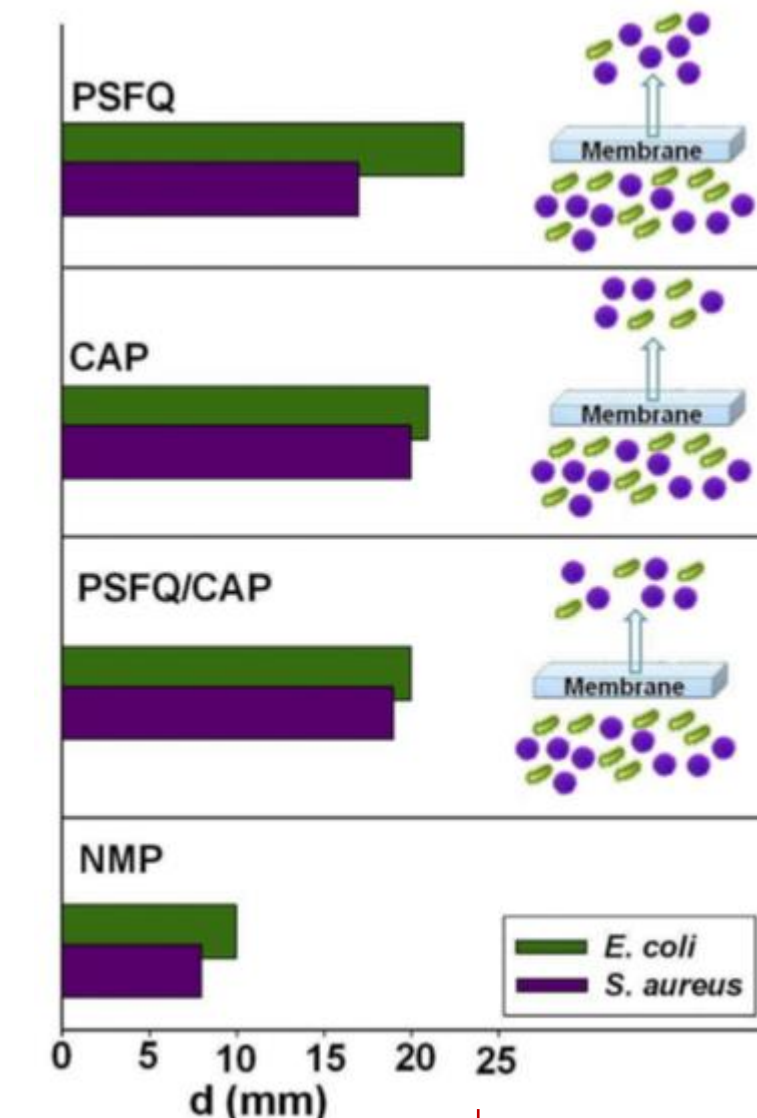 PSFQ
Membrane
CAP
Membrane
PSFQ/CAP
Membrane
NMP
E. coli
S. aureus
0 5 10 15 20 25
d (mm)